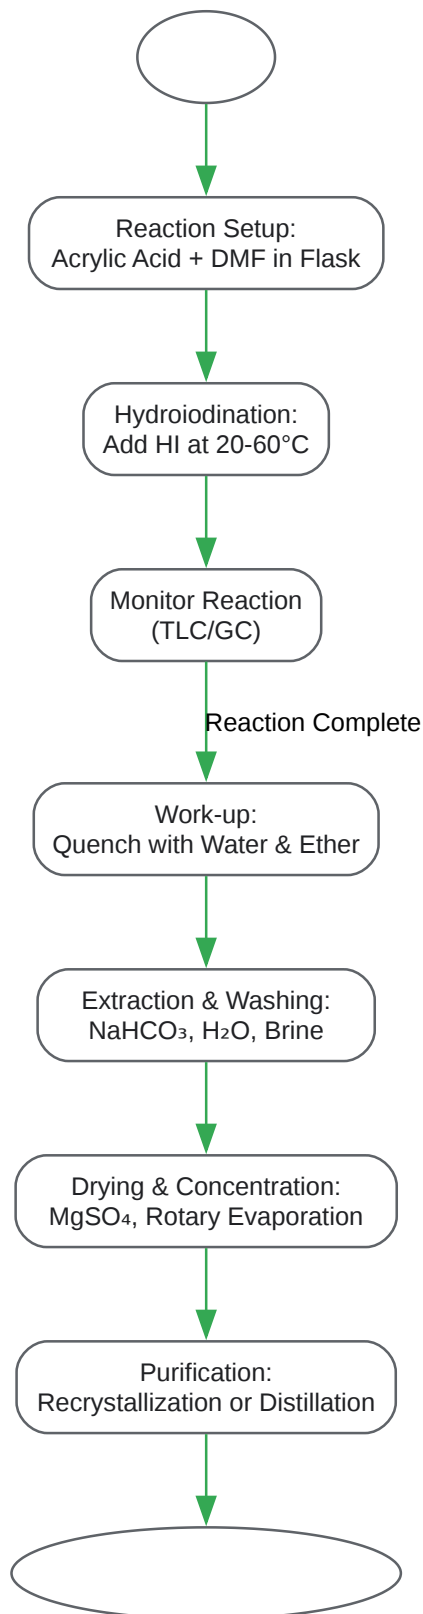 Reaction Setup:
Acrylic Acid + DMF in Flask
Hydroiodination:
Add HI at 20-60°C
Monitor Reaction
(TLC/GC)
Reaction Complete
Work-up:
Quench with Water & Ether
Extraction & Washing:
NaHCO₃, H₂O, Brine
Drying & Concentration:
MgSO₄, Rotary Evaporation
Purification:
Recrystallization or Distillation